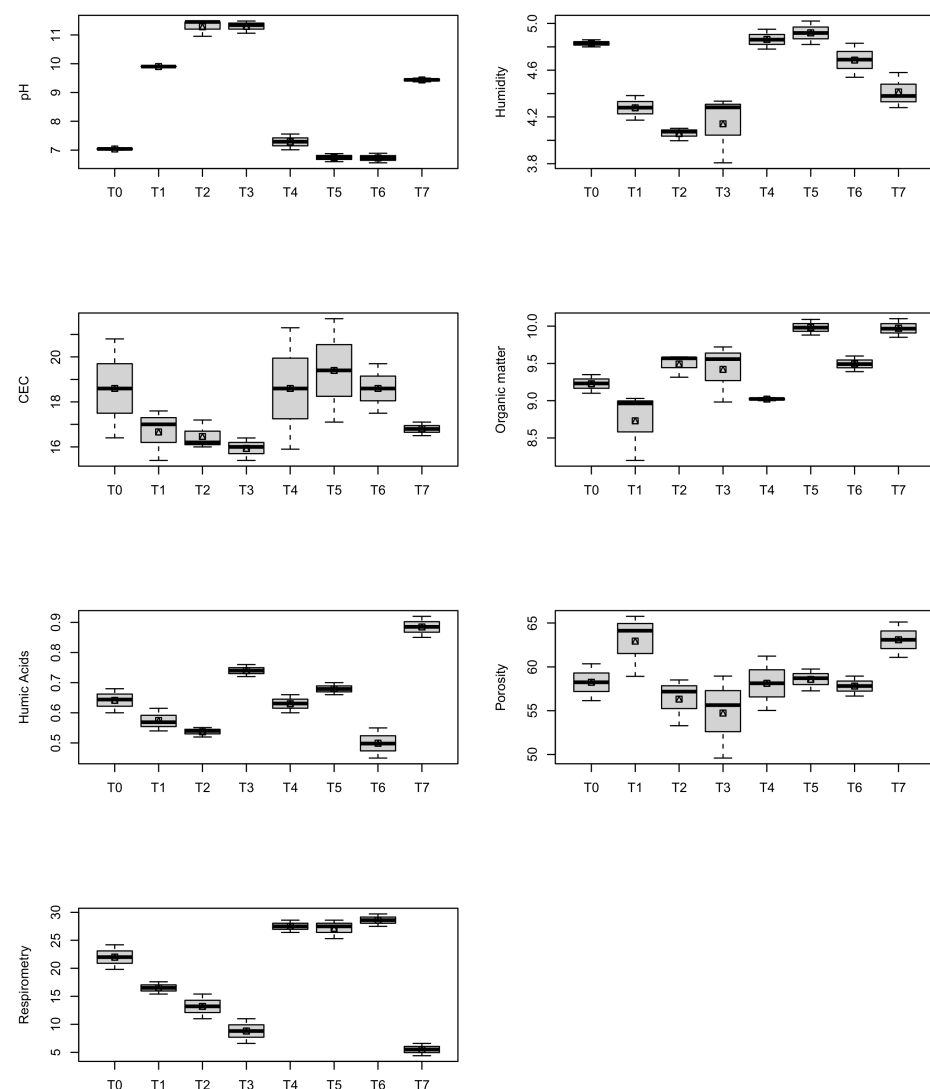 pH
11
10
9
8
7
T0 T1 T2 T3 T4 T5 T6 T7
Humidity
5.0
4.6
4.2
3.8
T0 T1 T2 T3 T4 T5 T6 T7
CEC
20
18
16
T0 T1 T2 T3 T4 T5 T6 T7
Organic matter
10.0
9.5
9.0
8.5
T0 T1 T2 T3 T4 T5 T6 T7
Humic Acids
0.9
0.8
0.7
0.6
0.5
T0 T1 T2 T3 T4 T5 T6 T7
Porosity
65
60
55
50
T0 T1 T2 T3 T4 T5 T6 T7
Respirometry
30
25
20
15
10
5
T0 T1 T2 T3 T4 T5 T6 T7